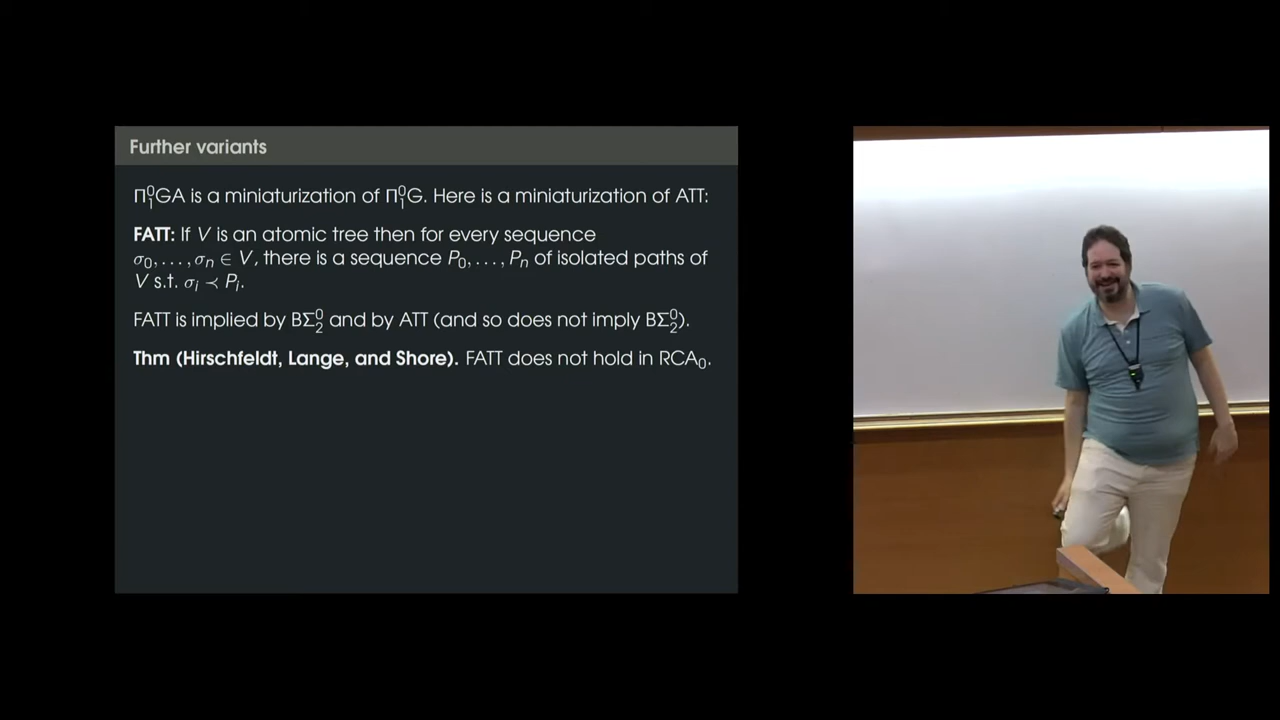 Further variants
Π⁰₁GA is a miniaturization of Π⁰₁G. Here is a miniaturization of ATT:
FATT: If V is an atomic tree then for every sequence
σ₀, . . . , σₙ ∈ V, there is a sequence P₀, . . . , Pₙ of isolated paths of
V s.t. σᵢ ≺ Pᵢ.
FATT is implied by BΣ⁰₂ and by ATT (and so does not imply BΣ⁰₂).
Thm (Hirschfeldt, Lange, and Shore). FATT does not hold in RCA₀.